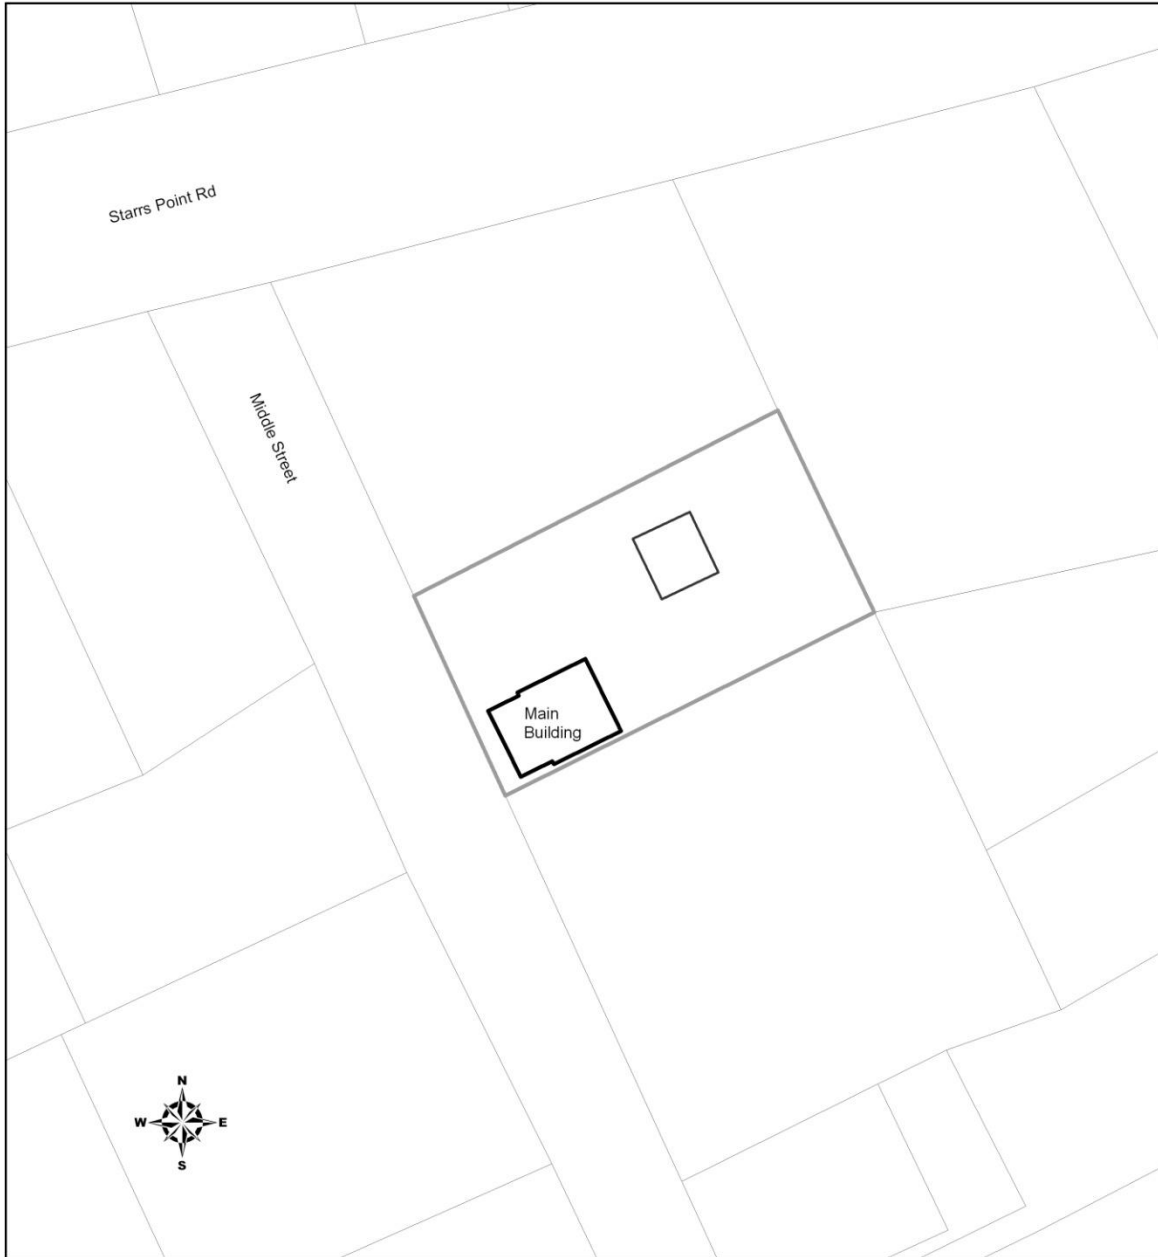 Starrs Point Rd
Middle Street
Main
Building
N
W E
S